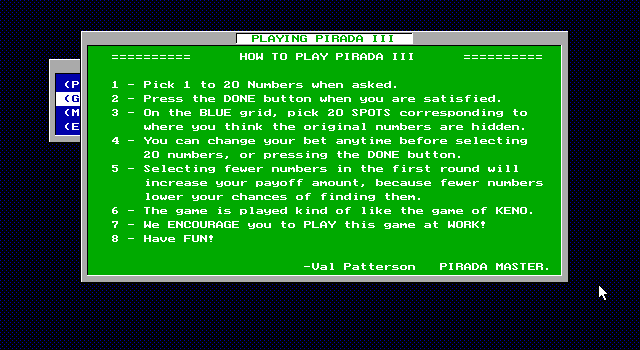 PLAYING PIRADA III
========== HOW TO PLAY PIRADA III ==========
1 - Pick 1 to 20 Numbers when asked.
2 - Press the DONE button when you are satisfied.
3 - On the BLUE grid, pick 20 SPOTS corresponding to
where you think the original numbers are hidden.
4 - You can change your bet anytime before selecting
20 numbers, or pressing the DONE button.
5 - Selecting fewer numbers in the first round will
increase your payoff amount, because fewer numbers
lower your chances of finding them.
6 - The game is played kind of like the game of KENO.
7 - We ENCOURAGE you to PLAY this game at WORK!
8 - Have FUN!
-Val Patterson PIRADA MASTER.
(P
(G
(M
(E